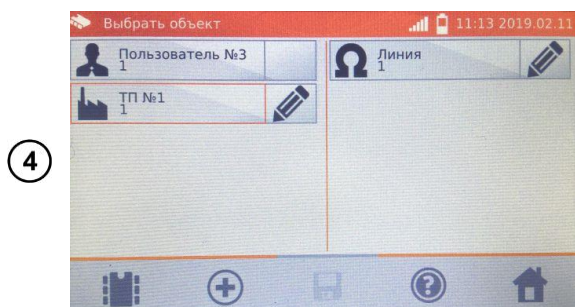 Выбрать объект
11:13 2019.02.11
Пользователь №3
1
Линия
1
ТП №1
1
4